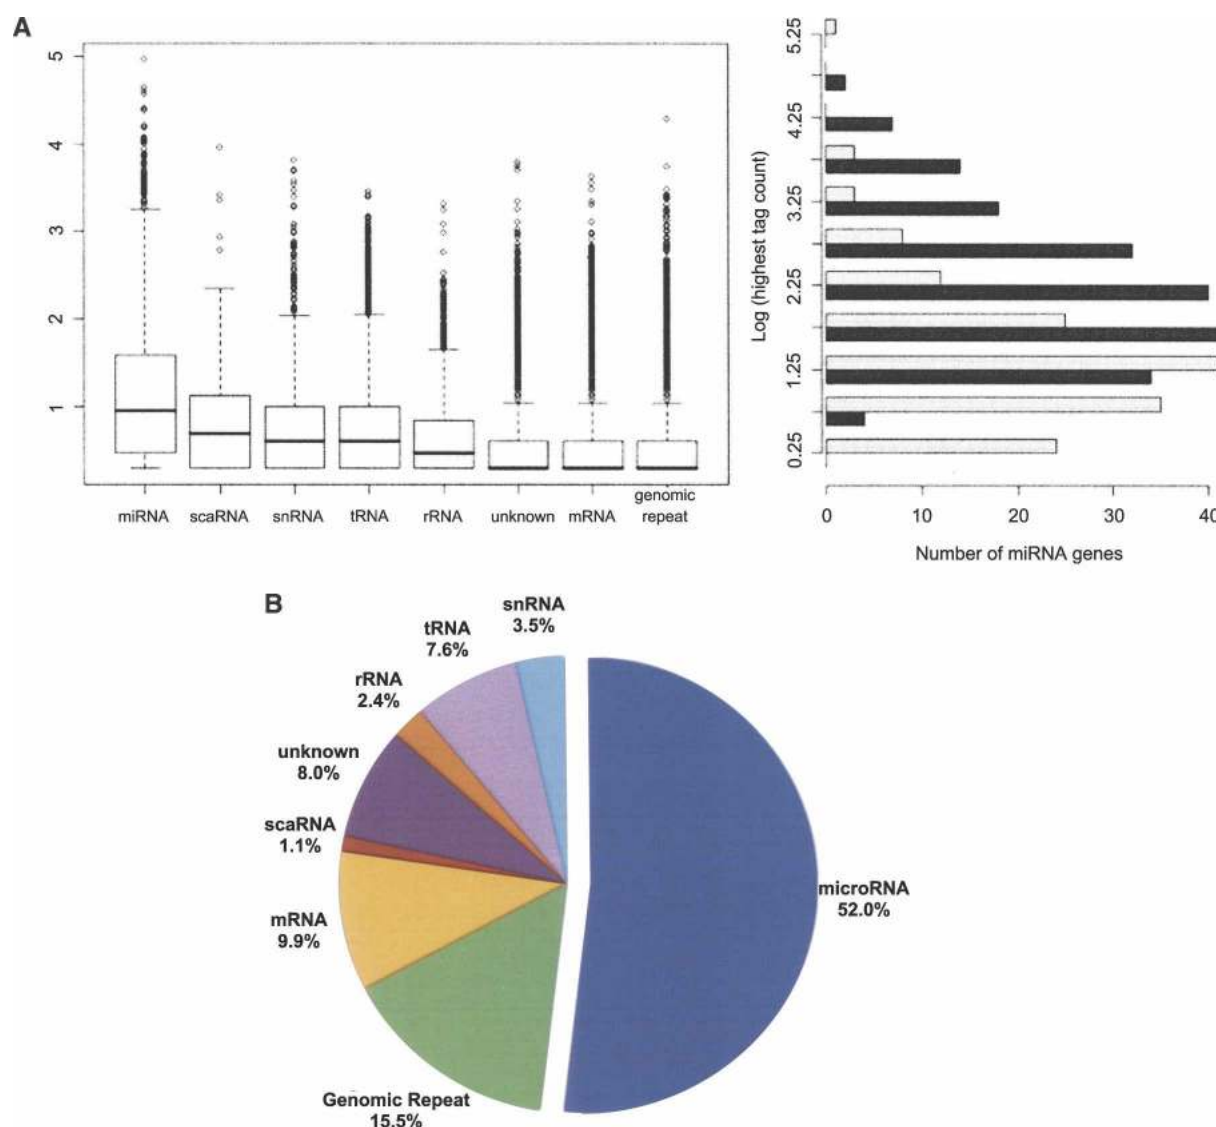 A
5
4
3
2
1
miRNA
scaRNA
snRNA
tRNA
rRNA
unknown
mRNA
genomic
repeat
Log (highest tag count)
5.25
4.25
3.25
2.25
1.25
0.25
0
10
20
30
40
Number of miRNA genes
B
snRNA
3.5%
tRNA
7.6%
rRNA
2.4%
unknown
8.0%
scaRNA
1.1%
microRNA
52.0%
mRNA
9.9%
Genomic Repeat
15.5%